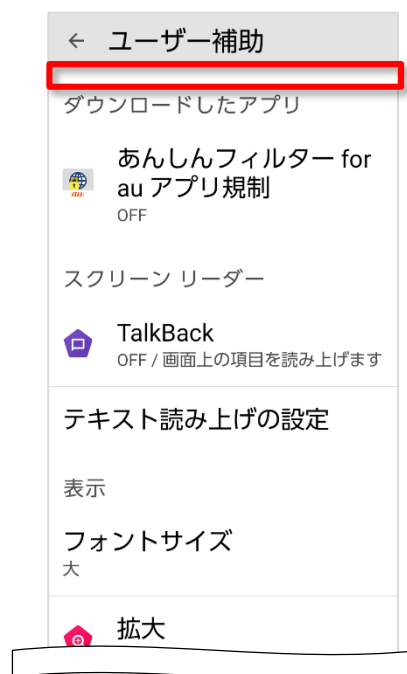 ← ユーザー補助
ダウンロードしたアプリ
あんしんフィルター for
au アプリ規制
au
OFF
スクリーン リーダー
TalkBack
OFF / 画面上の項目を読み上げます
テキスト読み上げの設定
表示
フォントサイズ
大
拡大